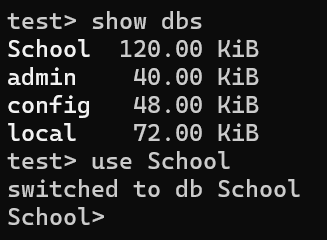 test> show dbs
School  120.00 KiB
admin    40.00 KiB
config   48.00 KiB
local    72.00 KiB
test> use School
switched to db School
School>